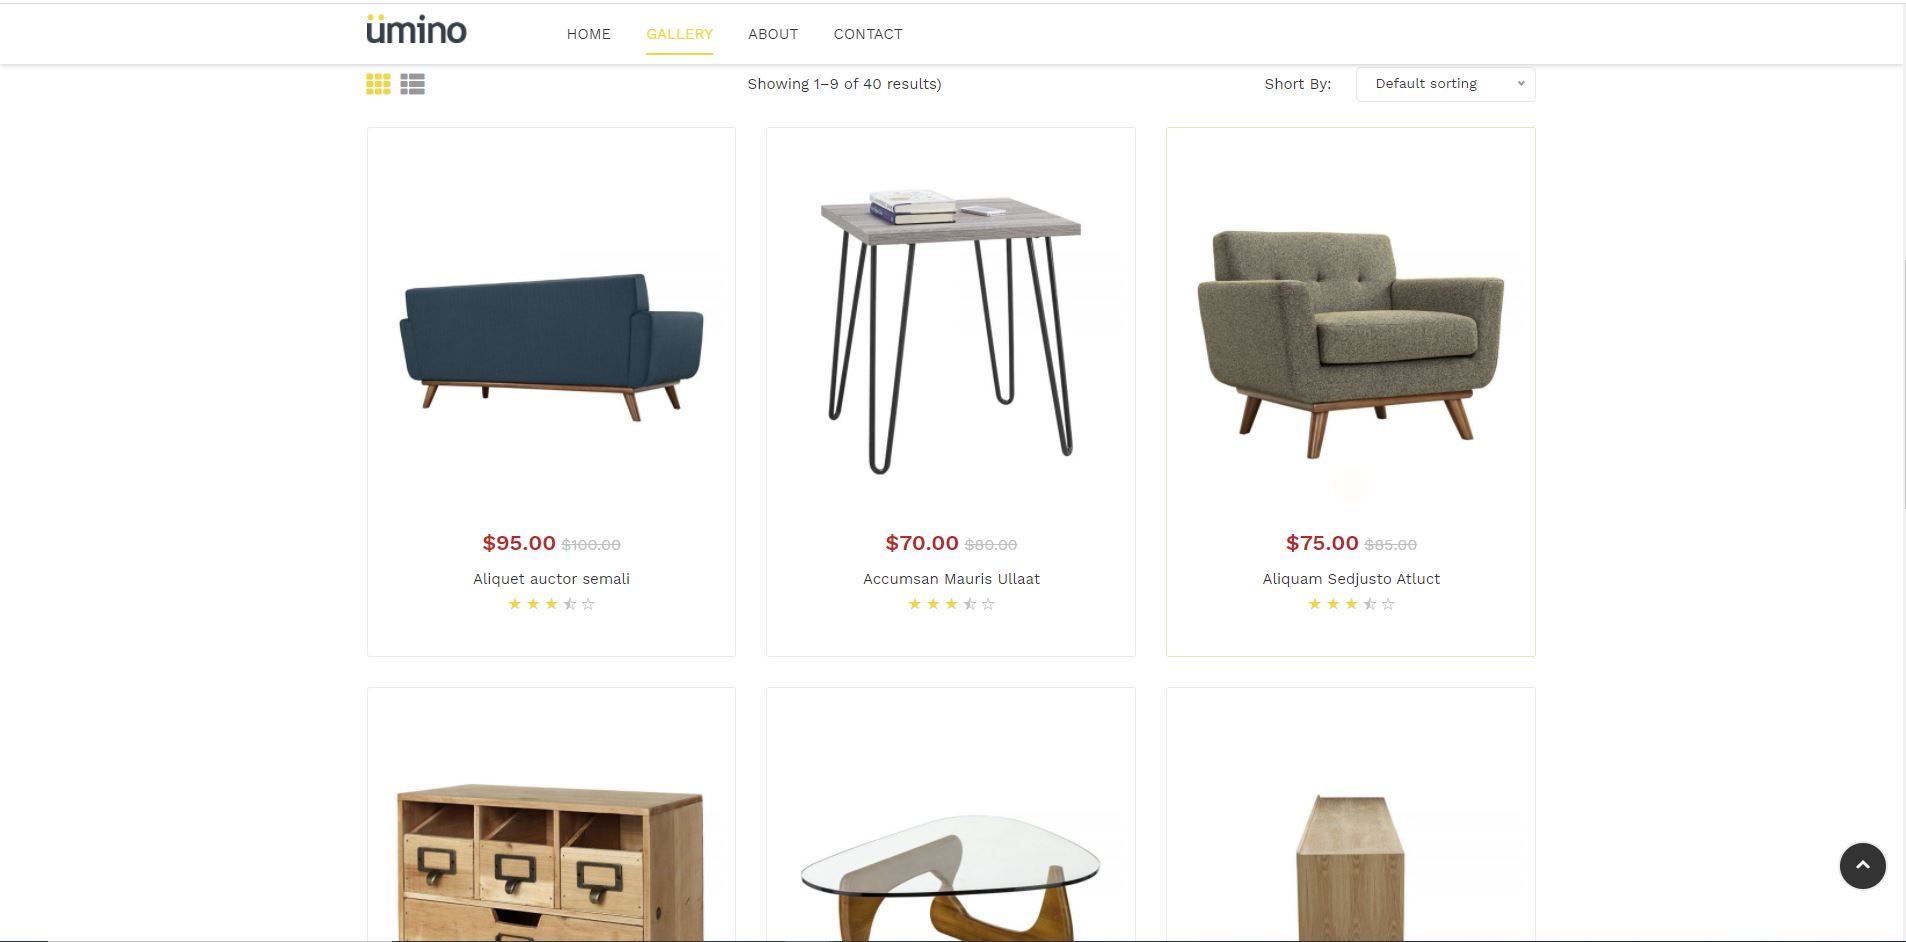 ümino
HOME GALLERY ABOUT CONTACT
Showing 1–9 of 40 results)
Short By: Default sorting
$95.00 $100.00
Aliquet auctor semali
$70.00 $80.00
Accumsan Mauris Ullaat
$75.00 $85.00
Aliquam Sedjusto Atluct